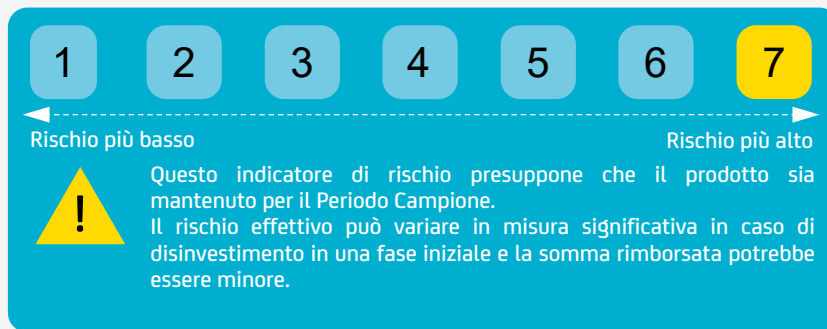 1 2 3 4 5 6 7
Rischio più basso Rischio più alto
Questo indicatore di rischio presuppone che il prodotto sia
mantenuto per il Periodo Campione.
Il rischio effettivo può variare in misura significativa in caso di
disinvestimento in una fase iniziale e la somma rimborsata potrebbe
essere minore.
!